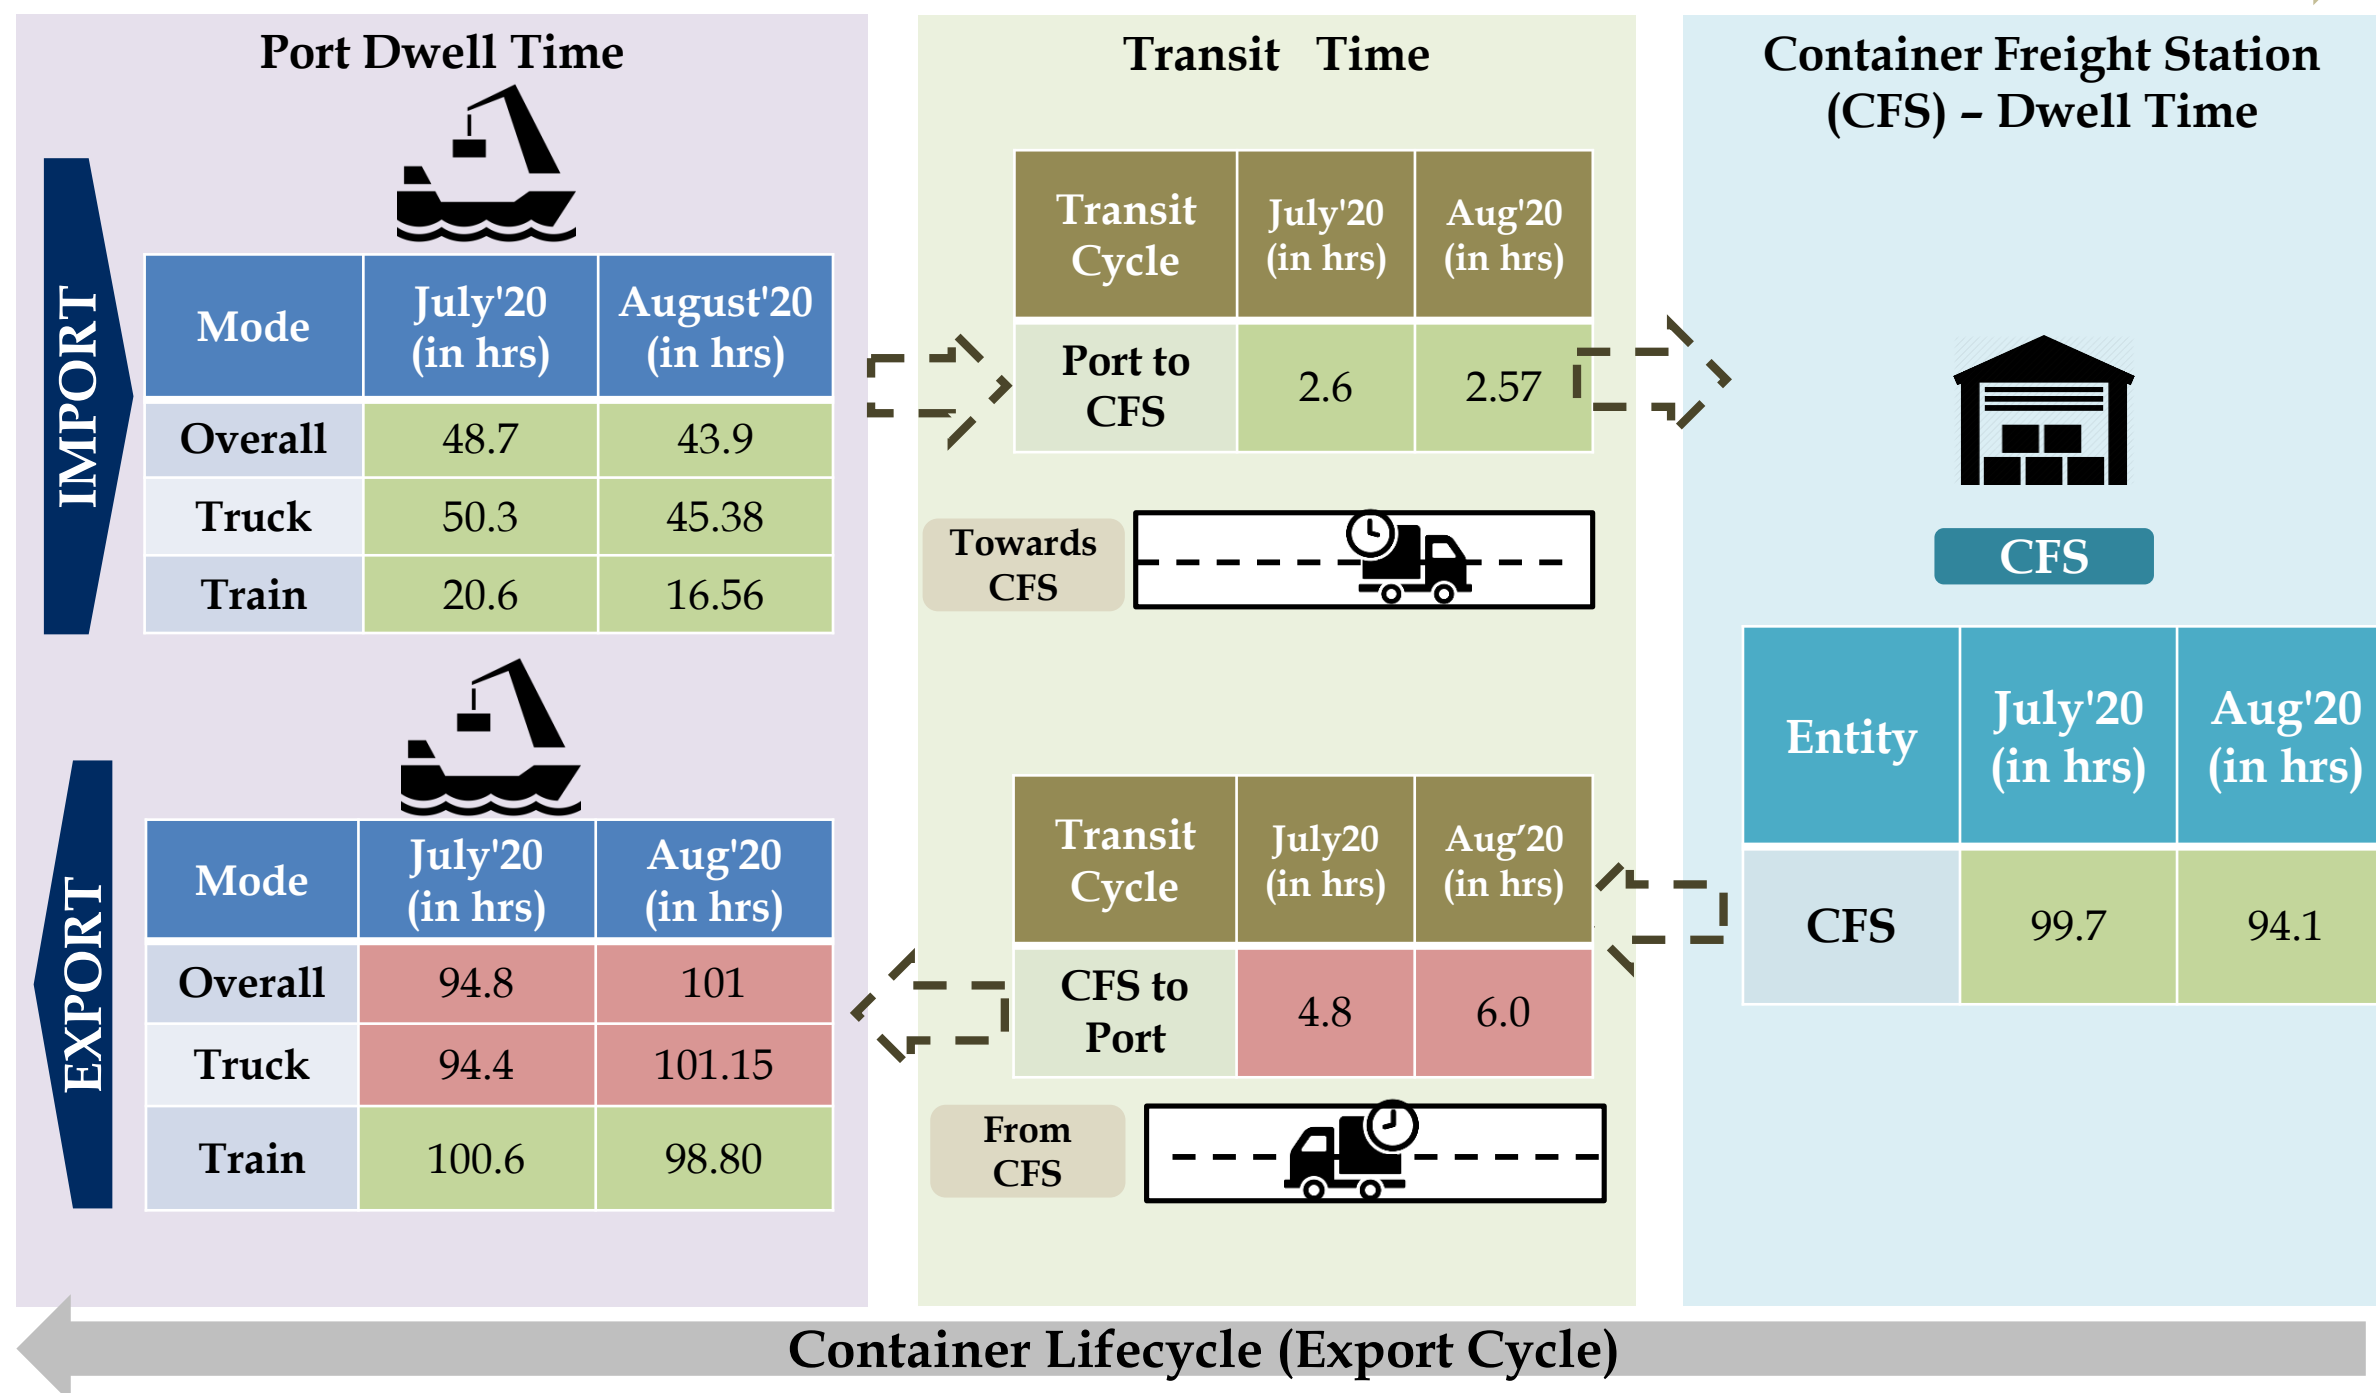 Port Dwell Time
IMPORT
Mode July'20 (in hrs) August'20 (in hrs)
Overall 48.7 43.9
Truck 50.3 45.38
Train 20.6 16.56
EXPORT
Mode July'20 (in hrs) Aug'20 (in hrs)
Overall 94.8 101
Truck 94.4 101.15
Train 100.6 98.80
Transit Time
Transit Cycle July'20 (in hrs) Aug'20 (in hrs)
Port to CFS 2.6 2.57
Towards
CFS
Transit Cycle July20 (in hrs) Aug’20 (in hrs)
CFS to Port 4.8 6.0
From
CFS
Container Freight Station
(CFS) – Dwell Time
CFS
Entity July'20 (in hrs) Aug'20 (in hrs)
CFS 99.7 94.1
Container Lifecycle (Export Cycle)